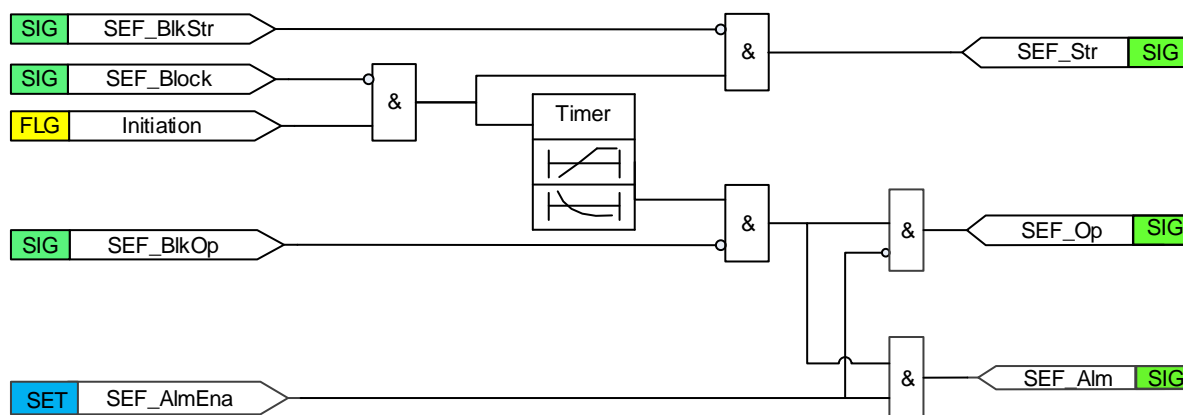 SIG SEF_BlkStr
&
SEF_Str SIG
SIG SEF_Block
&
FLG Initiation
Timer
SIG SEF_BlkOp
&
&
SEF_Op SIG
SET SEF_AlmEna
&
SEF_Alm SIG